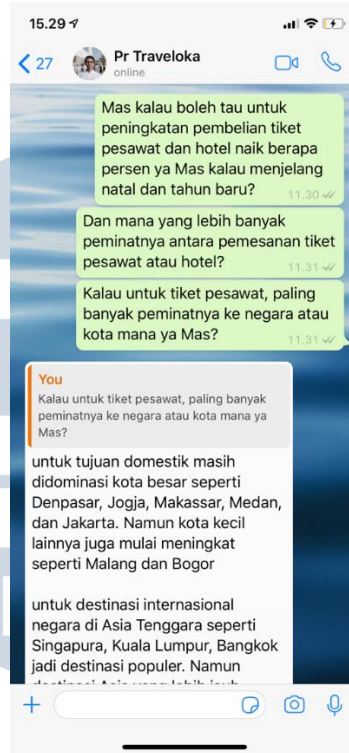 15.29
27
Pr Traveloka
online
Mas kalau boleh tau untuk
peningkatan pembelian tiket
pesawat dan hotel naik berapa
persen ya Mas kalau menjelang
natal dan tahun baru?
11.30
Dan mana yang lebih banyak
peminatnya antara pemesanan tiket
pesawat atau hotel?
11.31
Kalau untuk tiket pesawat, paling
banyak peminatnya ke negara atau
kota mana ya Mas?
11.31
You
Kalau untuk tiket pesawat, paling banyak
peminatnya ke negara atau kota mana ya
Mas?
untuk tujuan domestik masih
didominasi kota besar seperti
Denpasar, Jogja, Makassar, Medan,
dan Jakarta. Namun kota kecil
lainnya juga mulai meningkat
seperti Malang dan Bogor
untuk destinasi internasional
negara di Asia Tenggara seperti
Singapura, Kuala Lumpur, Bangkok
jadi destinasi populer. Namun